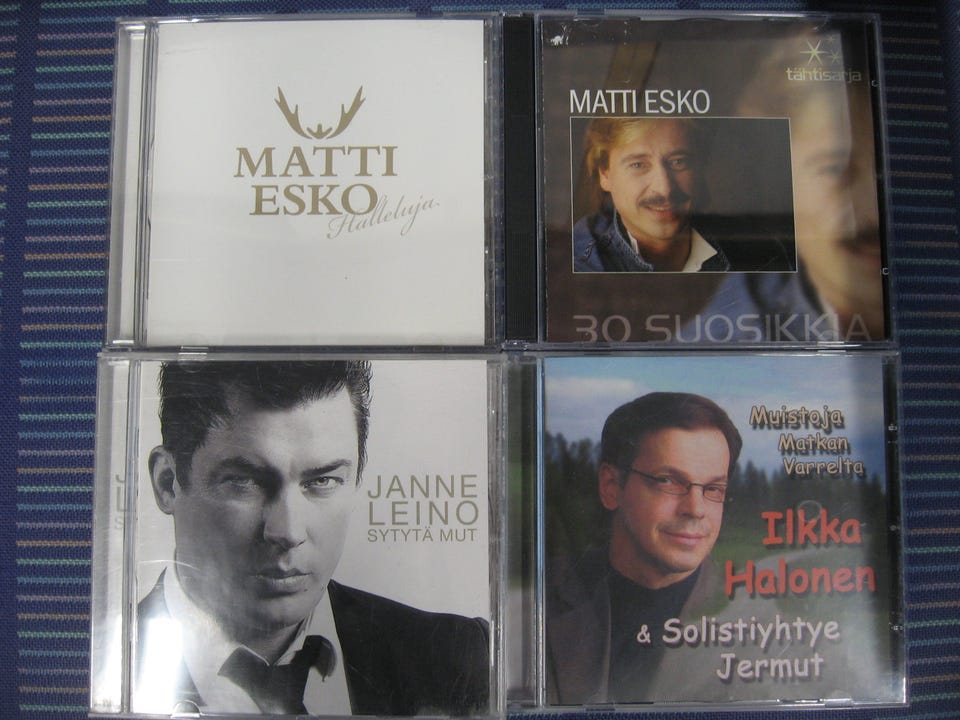 MATTI
ESKO
Halleluja
tähtisarja
MATTI ESKO
30 SUOSIKKIA
JANNE
LEINO
SYTYTÄ MUT
Muistoja
Matkan
Varrelta
Ilkka
Halonen
& Solistiyhtye
Jermut